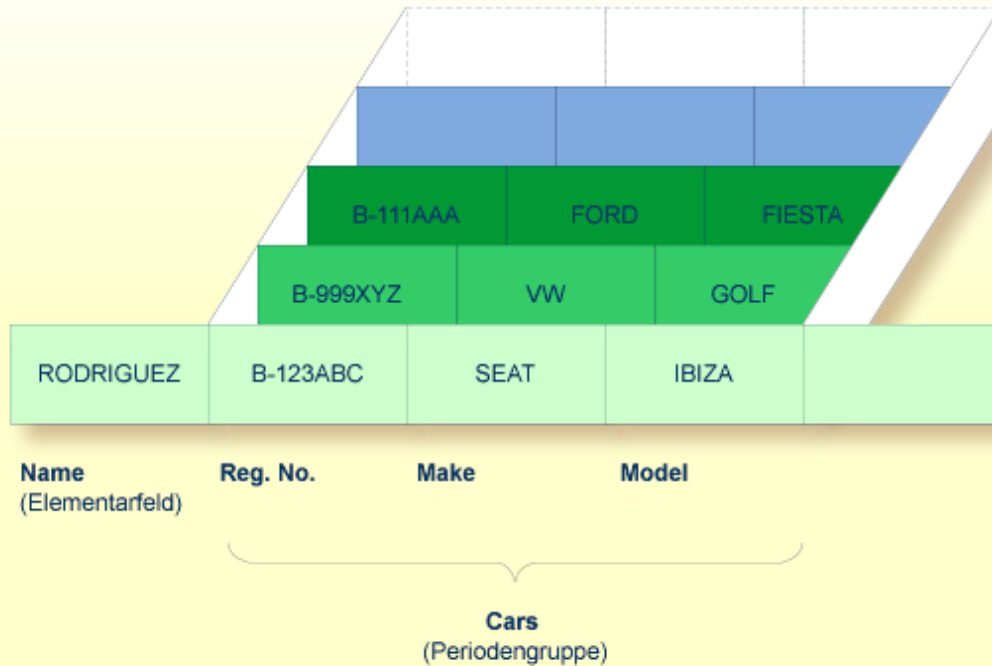 B-111AAA FORD FIESTA
B-999XYZ VW GOLF
RODRIGUEZ B-123ABC SEAT IBIZA
Name Reg. No. Make Model
(Elementarfeld)
Cars
(Periodengruppe)